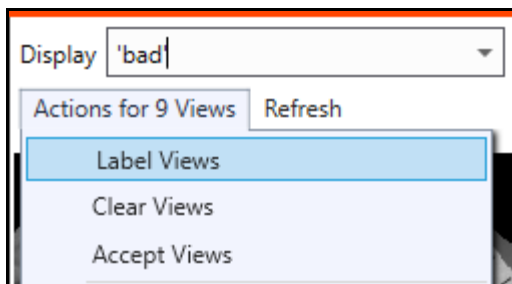 Display 'bad'
Actions for 9 Views Refresh
Label Views
Clear Views
Accept Views